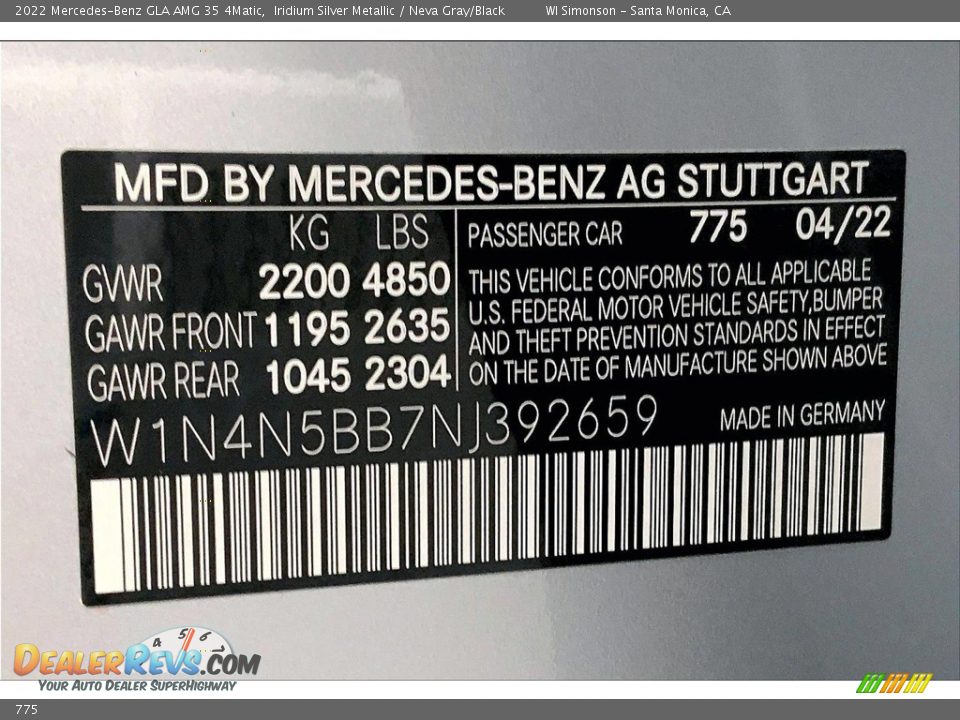 2022 Mercedes-Benz GLA AMG 35 4Matic, Iridium Silver Metallic / Neva Gray/Black WI Simonson - Santa Monica, CA
MFD BY MERCEDES-BENZ AG STUTTGART
KG LBS
GVWR 2200 4850
GAWR FRONT 1195 2635
GAWR REAR 1045 2304
PASSENGER CAR 775 04/22
THIS VEHICLE CONFORMS TO ALL APPLICABLE
U.S. FEDERAL MOTOR VEHICLE SAFETY,BUMPER
AND THEFT PREVENTION STANDARDS IN EFFECT
ON THE DATE OF MANUFACTURE SHOWN ABOVE
W1N4N5BB7NJ392659
MADE IN GERMANY
4 5 6 7
DEALERREVS.COM
YOUR AUTO DEALER SUPERHIGHWAY
775